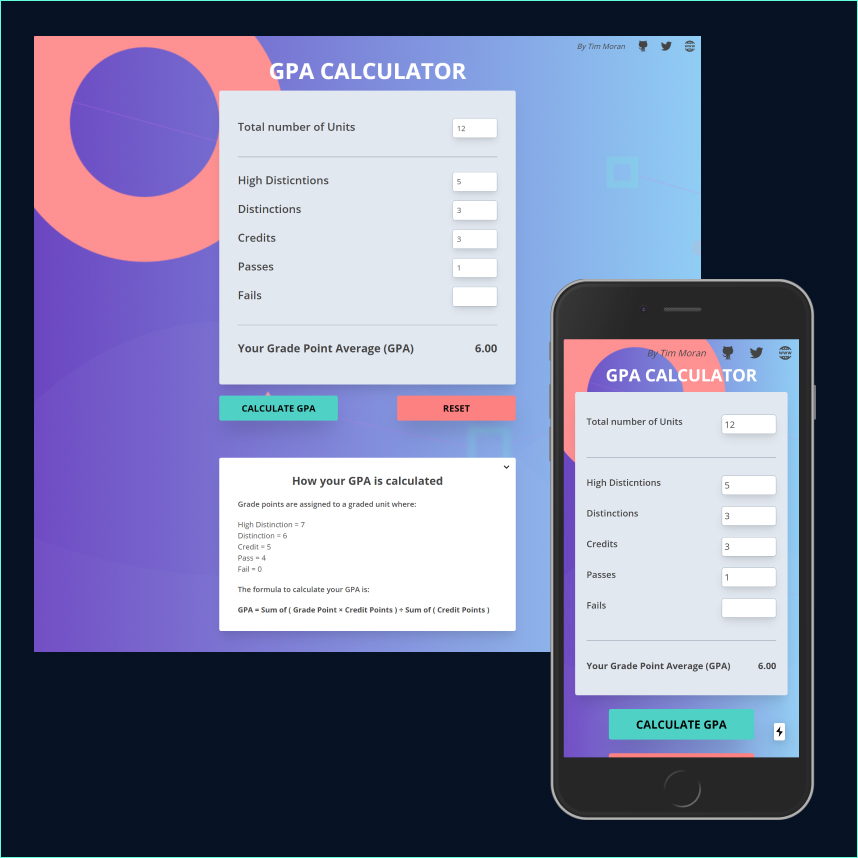 By Tim Moran
www
GPA CALCULATOR
Total number of Units 12
High Disticntions 5
Distinctions 3
Credits 3
Passes 1
Fails
Your Grade Point Average (GPA) 6.00
CALCULATE GPA RESET
How your GPA is calculated
Grade points are assigned to a graded unit where:
High Distinction = 7
Distinction = 6
Credit = 5
Pass = 4
Fail = 0
The formula to calculate your GPA is:
GPA = Sum of ( Grade Point × Credit Points ) ÷ Sum of ( Credit Points )
By Tim Moran
www
GPA CALCULATOR
Total number of Units 12
High Disticntions 5
Distinctions 3
Credits 3
Passes 1
Fails
Your Grade Point Average (GPA) 6.00
CALCULATE GPA